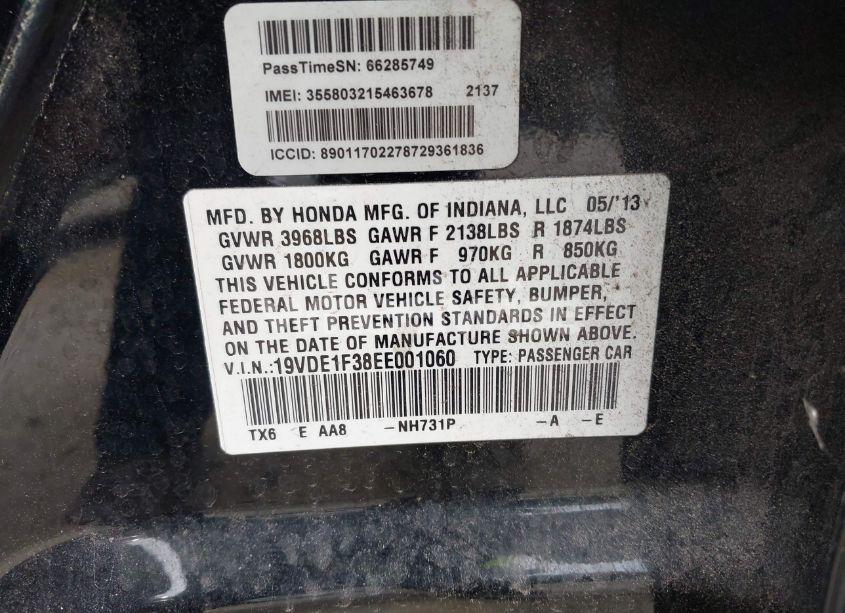 PassTimeSN: 66285749
IMEI: 355803215463678 2137
ICCID: 89011702278729361836
MFD. BY HONDA MFG. OF INDIANA, LLC 05/'13
GVWR 3968LBS GAWR F 2138LBS R 1874LBS
GVWR 1800KG GAWR F 970KG R 850KG
THIS VEHICLE CONFORMS TO ALL APPLICABLE
FEDERAL MOTOR VEHICLE SAFETY, BUMPER,
AND THEFT PREVENTION STANDARDS IN EFFECT
ON THE DATE OF MANUFACTURE SHOWN ABOVE.
V.I.N.:19VDE1F38EE001060 TYPE: PASSENGER CAR
TX6 E AA8 -NH731P -A -E